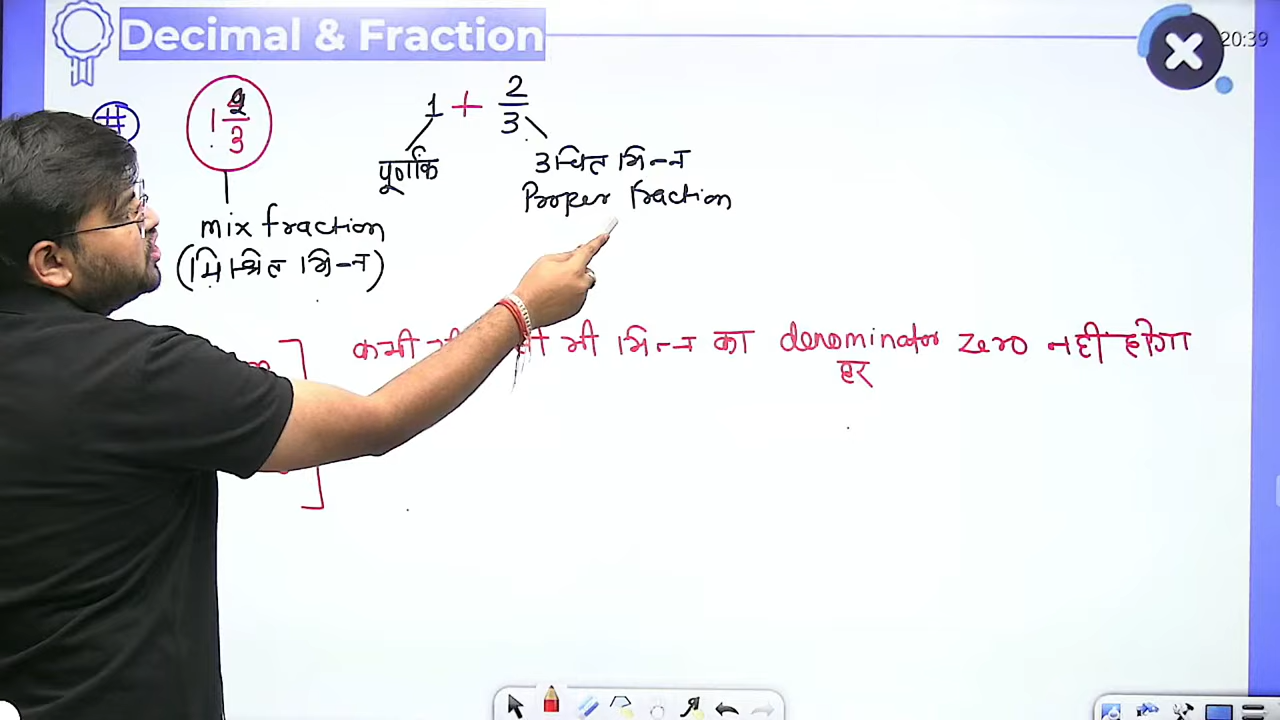 Decimal & Fraction
20:39
#
1 2/3
1 + 2/3
पूर्णांक
उचित भिन्न
Proper fraction
mix fraction
(मिश्रित भिन्न)
कभी भी भी भिन्न का denominator zero नहीं होगा
हर